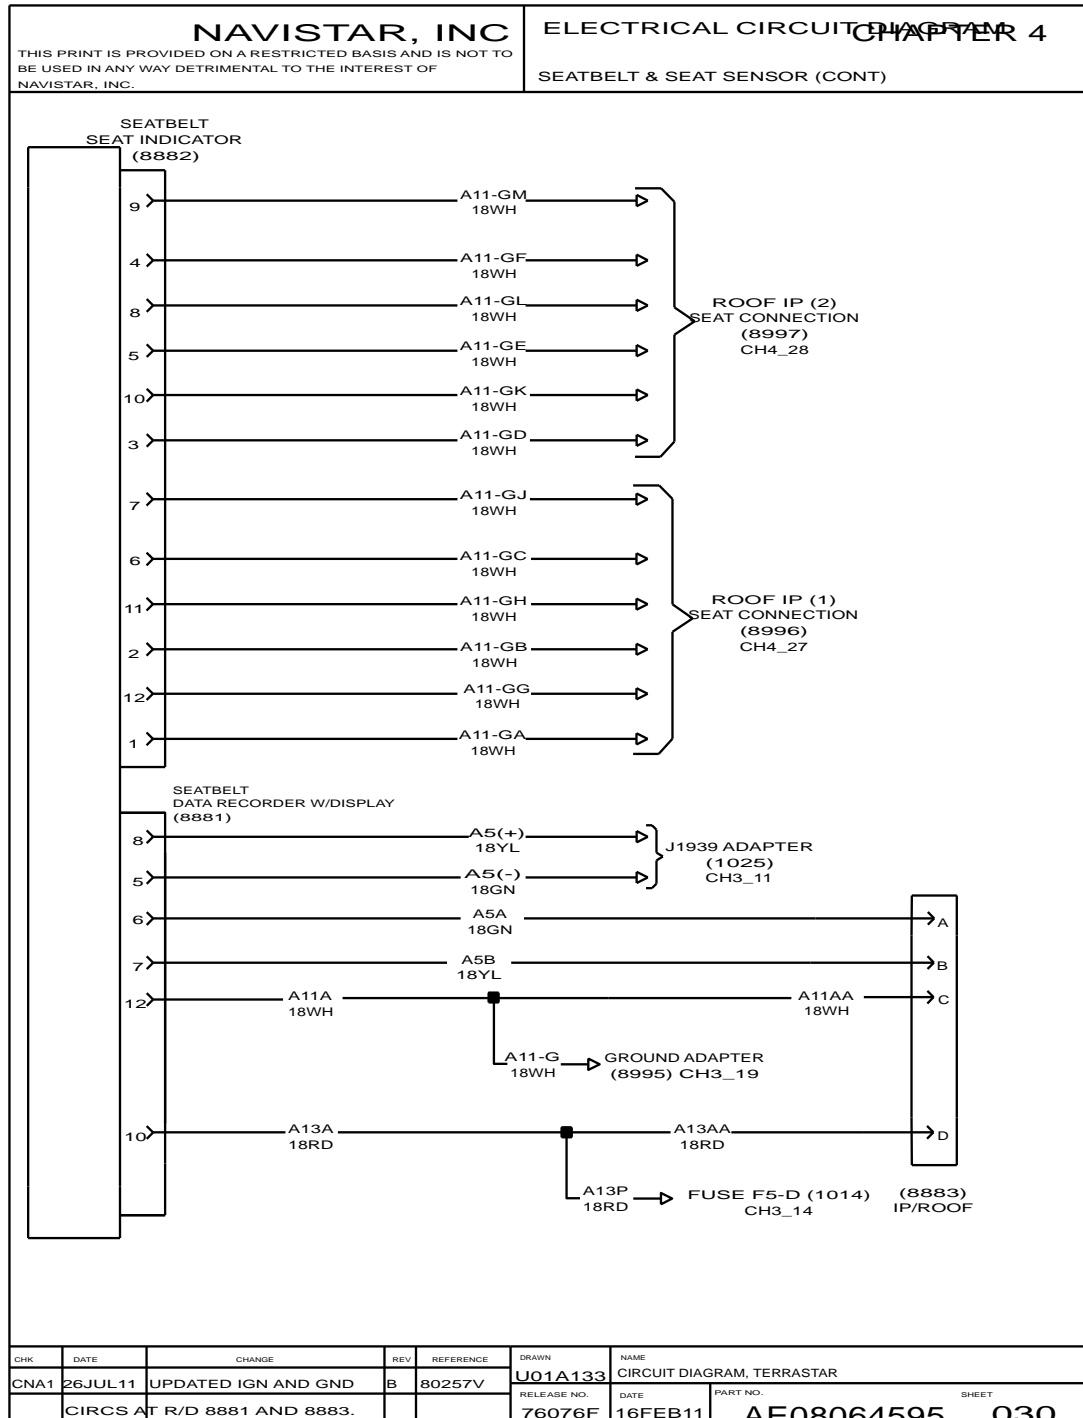 NAVISTAR, INC
THIS PRINT IS PROVIDED ON A RESTRICTED BASIS AND IS NOT TO
BE USED IN ANY WAY DETRIMENTAL TO THE INTEREST OF
NAVISTAR, INC.
ELECTRICAL CIRCUIT DIAGRAM
CHAPTER 4
SEATBELT & SEAT SENSOR (CONT)
SEATBELT
SEAT INDICATOR
(8882)
9 A11-GM
18WH
4 A11-GF
18WH
8 A11-GL
18WH
5 A11-GE
18WH
10 A11-GK
18WH
3 A11-GD
18WH
ROOF IP (2)
SEAT CONNECTION
(8997)
CH4_28
7 A11-GJ
18WH
6 A11-GC
18WH
11 A11-GH
18WH
2 A11-GB
18WH
12 A11-GG
18WH
1 A11-GA
18WH
ROOF IP (1)
SEAT CONNECTION
(8996)
CH4_27
SEATBELT
DATA RECORDER W/DISPLAY
(8881)
8 A5(+)
18YL
5 A5(-)
18GN
J1939 ADAPTER
(1025)
CH3_11
6 A5A A
18GN
7 A5B B
18YL
12 A11A A11AA C
18WH 18WH
A11-G GROUND ADAPTER
18WH (8995) CH3_19
10 A13A A13AA D
18RD 18RD
A13P FUSE F5-D (1014)
18RD CH3_14
(8883)
IP/ROOF
CHK DATE CHANGE REV REFERENCE DRAWN NAME
CNA1 26JUL11 UPDATED IGN AND GND B 80257V U01A133 CIRCUIT DIAGRAM, TERRASTAR
RELEASE NO. DATE PART NO. SHEET
CIRCS AT R/D 8881 AND 8883. 76076F 16FEB11 AE08064595 030